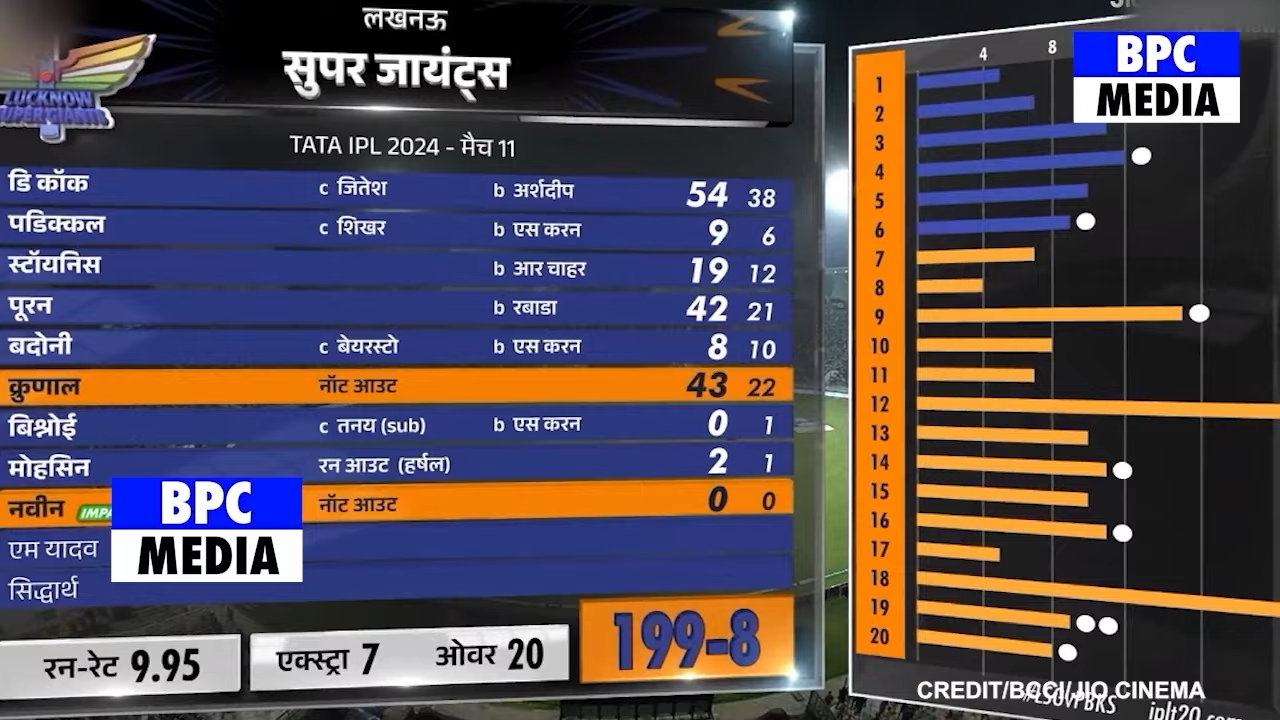 लखनऊ
सुपर जायंट्स
LUCKNOW
SUPER GIANTS
TATA IPL 2024 - मैच 11
डि कॉक c जितेश b अर्शदीप 54 38
पडिक्कल c शिखर b एस करन 9 6
स्टॉयनिस b आर चाहर 19 12
पूरन b रबाडा 42 21
बदोनी c बेयरस्टो b एस करन 8 10
क्रुणाल नॉट आउट 43 22
बिश्नोई c तनय (sub) b एस करन 0 1
मोहसिन रन आउट (हर्षल) 2 1
नवीन नॉट आउट 0 0
एम यादव
सिद्धार्थ
BPC
MEDIA
रन-रेट 9.95 एक्स्ट्रा 7 ओवर 20 199-8
4 8
BPC
MEDIA
1
2
3
4
5
6
7
8
9
10
11
12
13
14
15
16
17
18
19
20
CREDIT/BCCI/JIO CINEMA
#LSGvPBKS